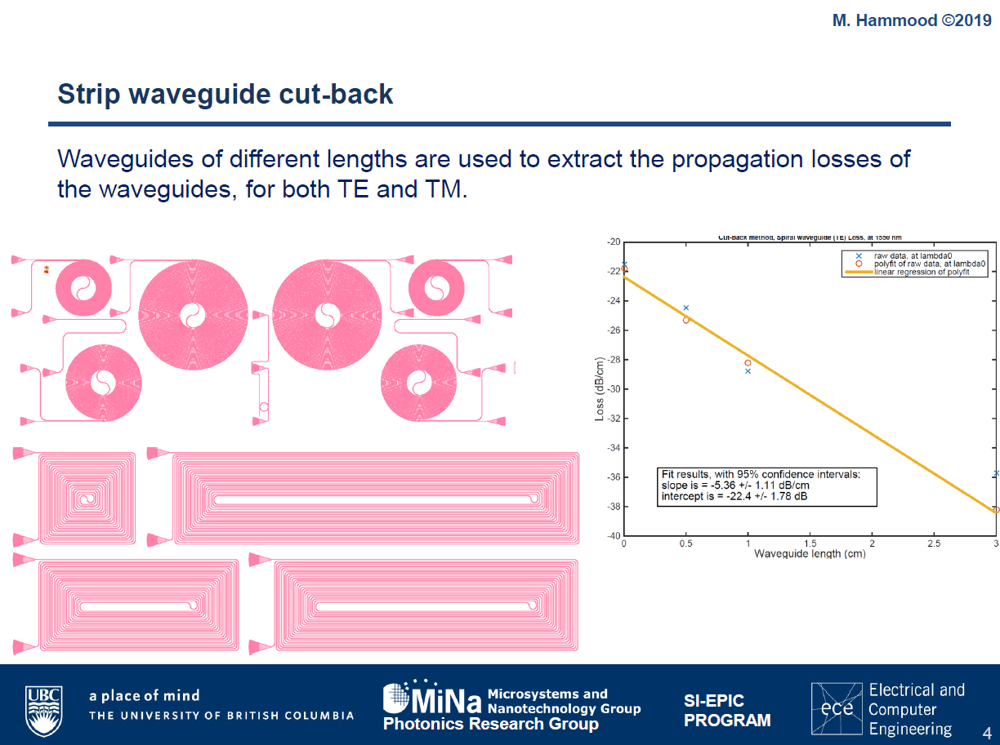 M. Hammood ©2019
Strip waveguide cut-back
Waveguides of different lengths are used to extract the propagation losses of
the waveguides, for both TE and TM.
Cut-back method, Spiral waveguide (TE) Loss, at 1550 nm
raw data, at lambda0
polyfit of raw data, at lambda0
linear regression of polyfit
Loss (dB/cm)
-20
-22
-24
-26
-28
-30
-32
-34
-36
-38
-40
Fit results, with 95% confidence intervals:
slope is = -5.36 +/- 1.11 dB/cm
intercept is = -22.4 +/- 1.78 dB
0 0.5 1 1.5 2 2.5 3
Waveguide length (cm)
UBC
a place of mind
THE UNIVERSITY OF BRITISH COLUMBIA
MiNa
Microsystems and
Nanotechnology Group
Photonics Research Group
SI-EPIC
PROGRAM
ece
Electrical and
Computer
Engineering
4